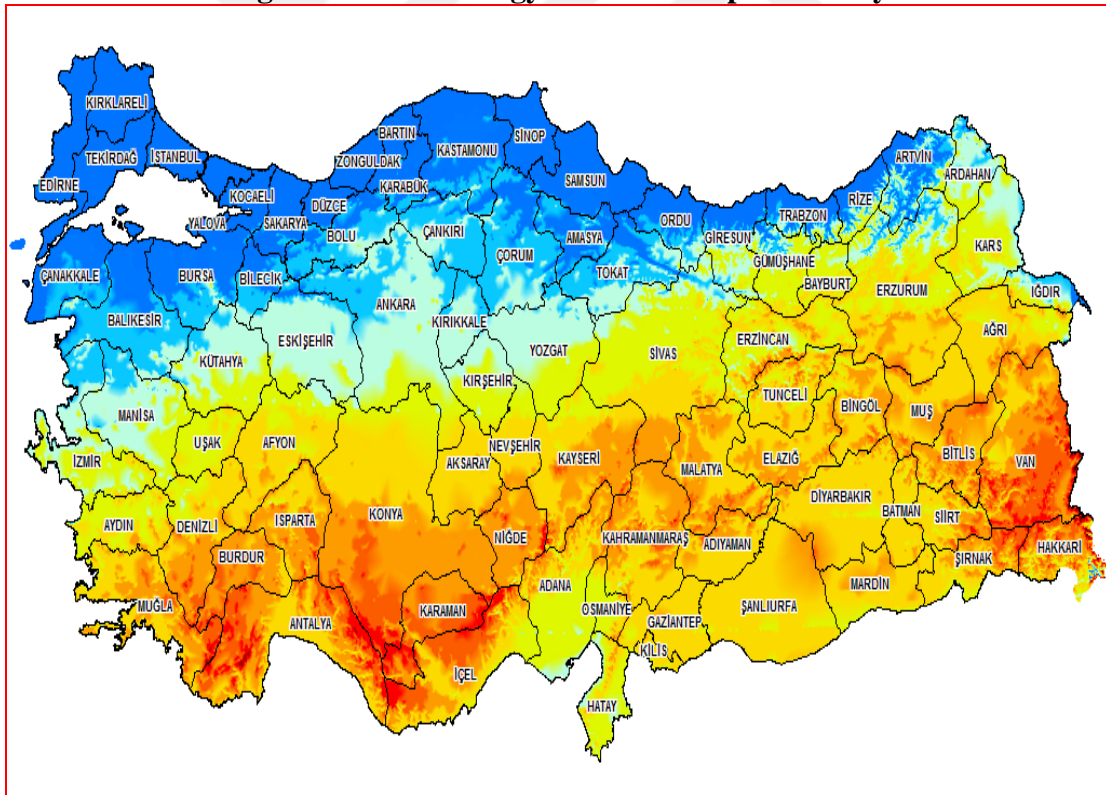 KIRKLARELİ
TEKİRDAĞ
İSTANBUL
EDİRNE
KOCAELİ
YALOVA
SAKARYA
DÜZCE
ZONGULDAK
BARTIN
KARABÜK
KASTAMONU
SİNOP
SAMSUN
ORDU
GİRESUN
TRABZON
RİZE
ARTVİN
ARDAHAN
ÇANAKKALE
BURSA
BİLECİK
BOLU
ÇANKIRI
ÇORUM
AMASYA
TOKAT
GÜMÜŞHANE
BAYBURT
ERZURUM
KARS
IĞDIR
BALIKESİR
KÜTAHYA
ESKİŞEHİR
ANKARA
KIRIKKALE
YOZGAT
SİVAS
ERZİNCAN
AĞRI
MANİSA
UŞAK
AFYON
KIRŞEHİR
NEVŞEHİR
AKSARAY
KAYSERİ
MALATYA
TUNCELİ
BİNGÖL
ELAZIĞ
MUŞ
BİTLİS
VAN
İZMİR
AYDIN
DENİZLİ
ISPARTA
BURDUR
KONYA
NİĞDE
KAHRAMANMARAŞ
ADIYAMAN
DİYARBAKIR
BATMAN
SİİRT
ŞIRNAK
HAKKARİ
MUĞLA
ANTALYA
KARAMAN
İÇEL
ADANA
OSMANİYE
GAZİANTEP
KİLİS
ŞANLIURFA
MARDİN
HATAY